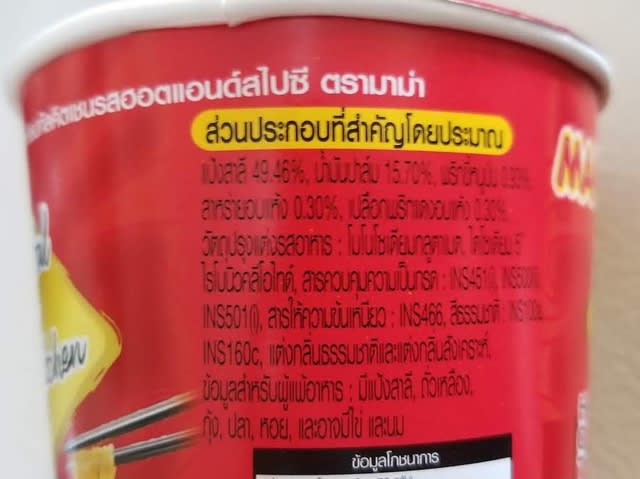 รสฮอตแอนด์สไปซี ตรามาม่า
ส่วนประกอบที่สำคัญโดยประมาณ
แป้งสาลี 49.46%, น้ำมันปาล์ม 15.70%, พริกขี้หนูป่น 0.30%
สาหร่ายอบแห้ง 0.30%, เปลือกพริกแดงอบแห้ง 0.30%
วัตถุปรุงแต่งรสอาหาร : โมโนโซเดียมกลูตาเมต, ไดโซเดียม 5'
ไรโบนิวคลีโอไทด์, สารควบคุมความเป็นกรด : INS451(i), INS500(i),
INS501(i), สารให้ความข้นเหนียว : INS466, สีธรรมชาติ :
INS160c, แต่งกลิ่นธรรมชาติและแต่งกลิ่นสังเคราะห์,
ข้อมูลสำหรับผู้แพ้อาหาร : มีแป้งสาลี, ถั่วเหลือง,
กุ้ง, ปลา, หอย, และอาจมีไข่ และนม
ข้อมูลโภชนาการ
MA